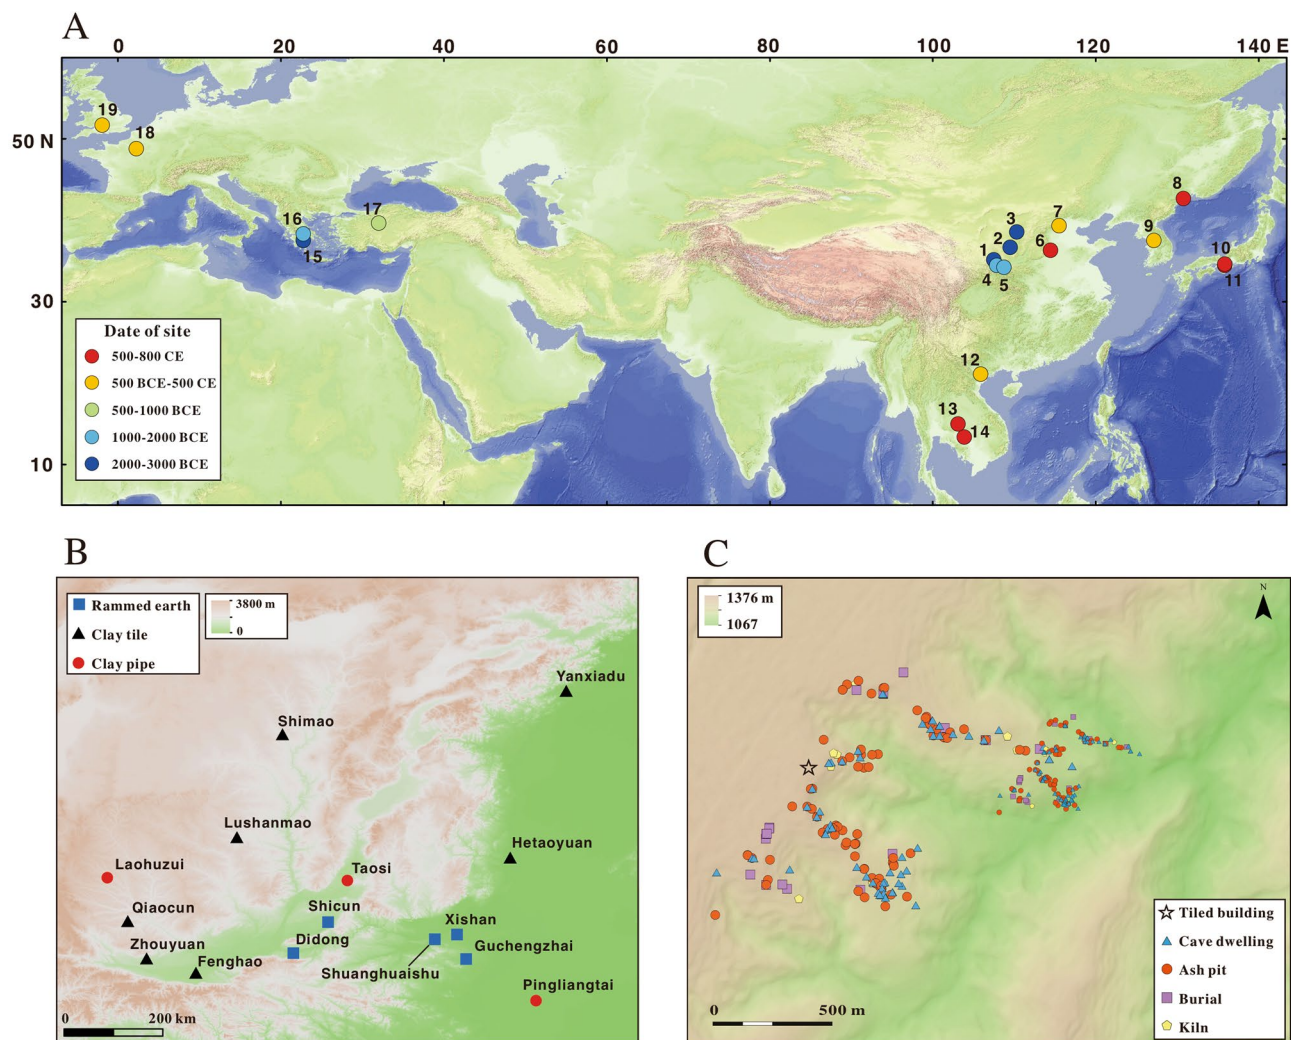 A
0 20 40 60 80 100 120 140 E
50 N
30
10
19
18
17
16
15
8
7
3
9
2
6
1
10
4
5
11
12
13
14
Date of site
500-800 CE
500 BCE-500 CE
500-1000 BCE
1000-2000 BCE
2000-3000 BCE
B
Rammed earth
Clay tile
Clay pipe
3800 m
0
Yanxiadu
Shimao
Lushanmao
Hetaoyuan
Laohuzui
Taosi
Qiaocun
Shicun
Xishan
Zhouyuan
Didong
Guchengzhai
Fenghao
Shuanghuaishu
Pingliangtai
0 200 km
C
1376 m
1067
N
Tiled building
Cave dwelling
Ash pit
Burial
Kiln
0 500 m